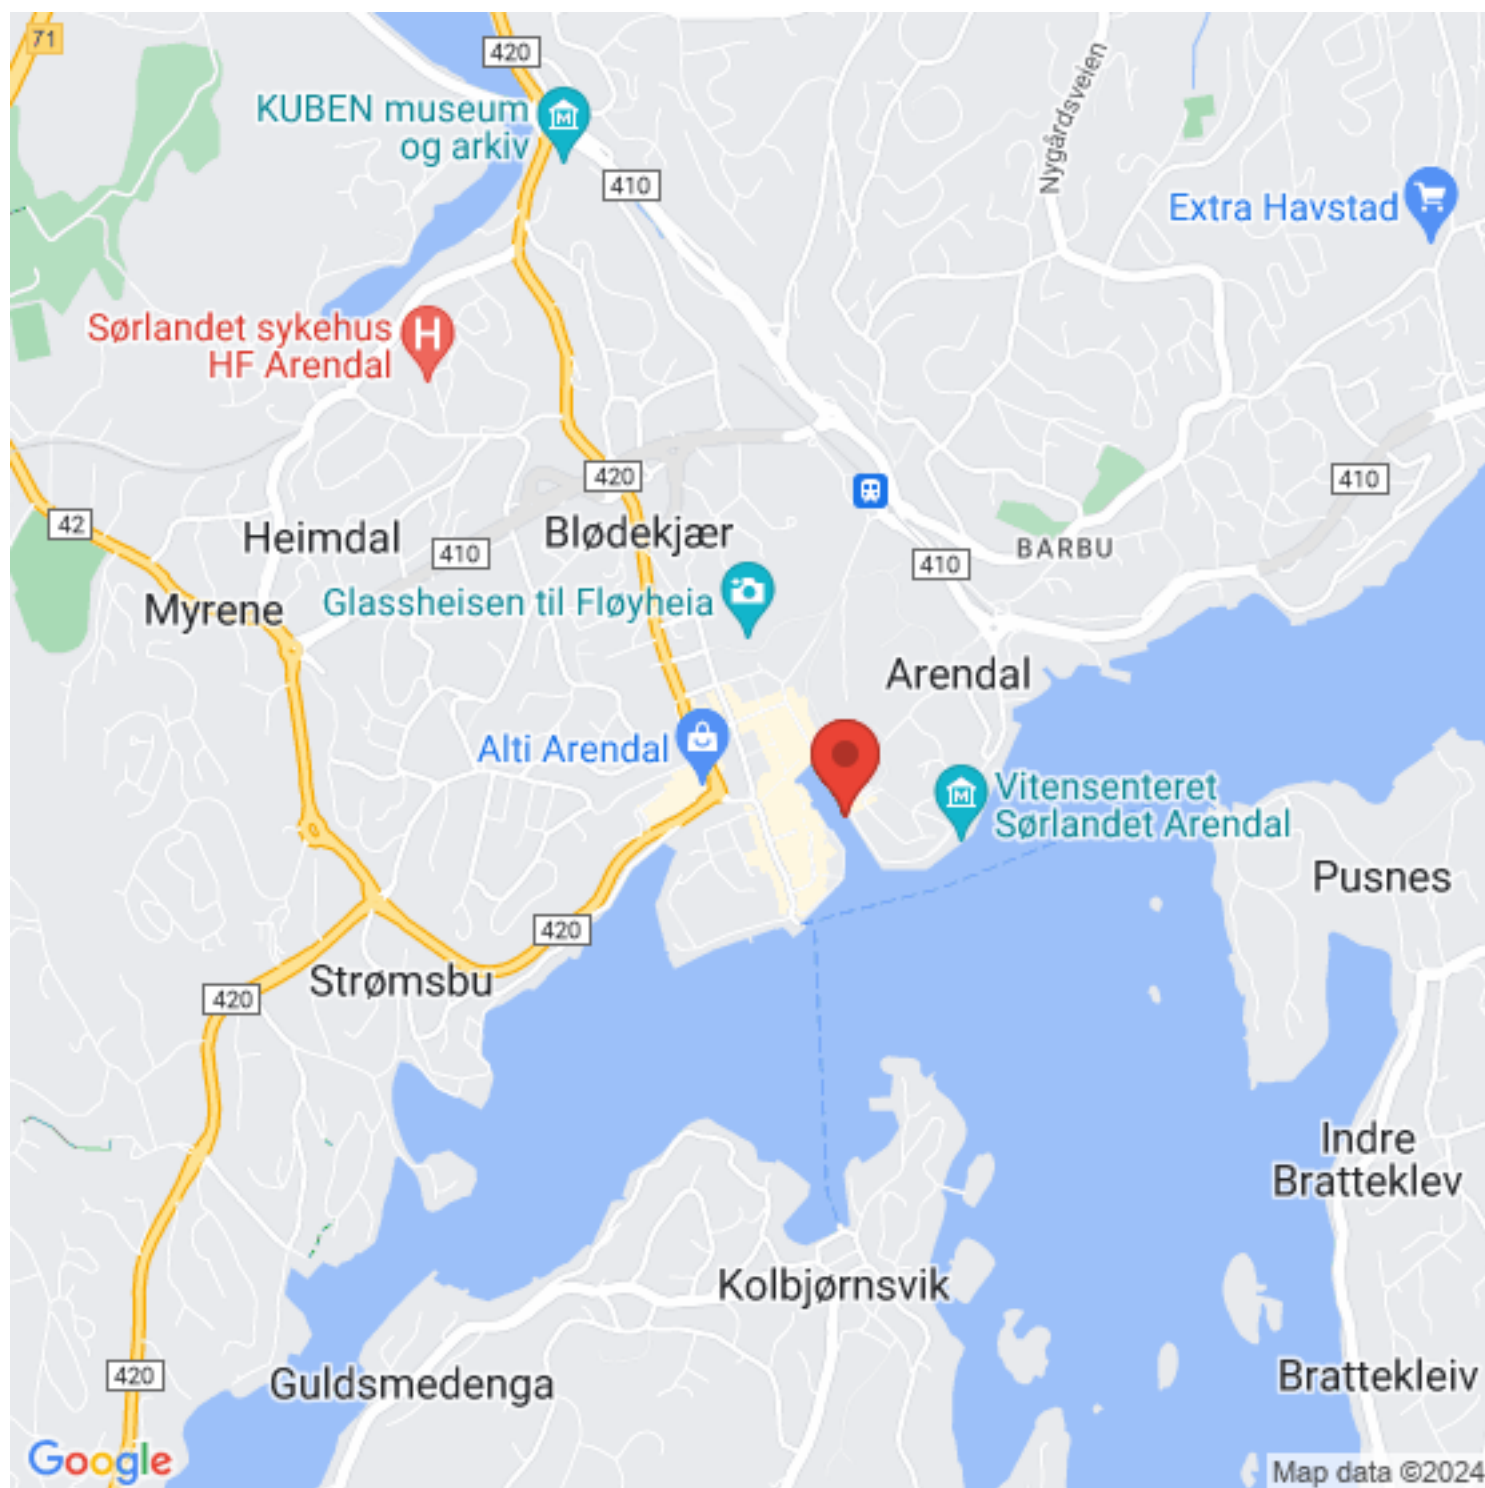 71
420
KUBEN museum
og arkiv
410
Nygårdsveien
Extra Havstad
Sørlandet sykehus
HF Arendal
H
420
410
42
Heimdal
Blødekjær
410
410
BARBU
Myrene
Glassheisen til Fløyheia
Arendal
Alti Arendal
Vitensenteret
Sørlandet Arendal
Pusnes
420
Strømsbu
420
Indre
Bratteklev
Kolbjørnsvik
420
Guldsmedenga
Brattekleiv
Google
Map data ©2024